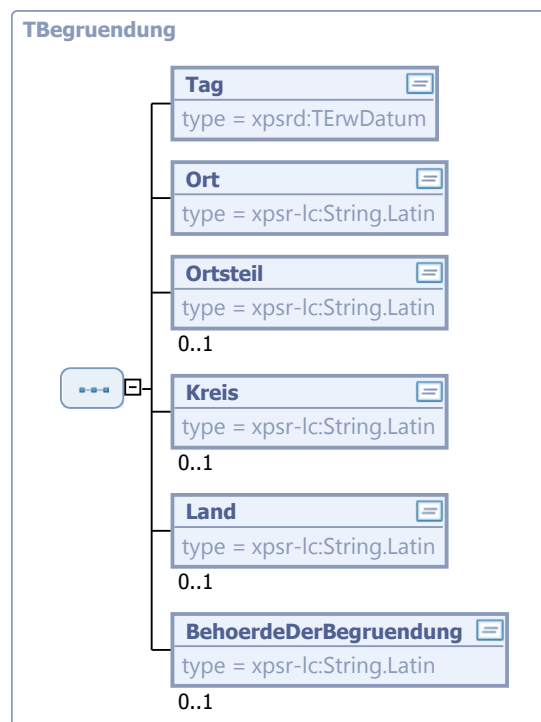 TBegruendung
Tag
type = xpsrd:TErwDatum
Ort
type = xpsr-lc:String.Latin
Ortsteil
type = xpsr-lc:String.Latin
0..1
Kreis
type = xpsr-lc:String.Latin
0..1
Land
type = xpsr-lc:String.Latin
0..1
BehoerdeDerBegruendung
type = xpsr-lc:String.Latin
0..1